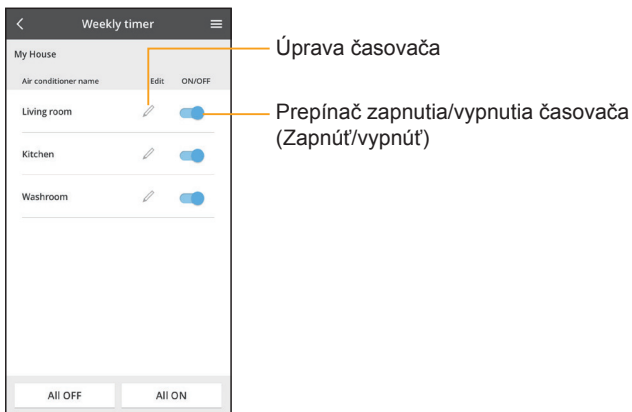 Weekly timer
My House
Air conditioner name Edit ON/OFF
Living room
Kitchen
Washroom
All OFF All ON
Úprava časovača
Prepínač zapnutia/vypnutia časovača
(Zapnúť/vypnúť)